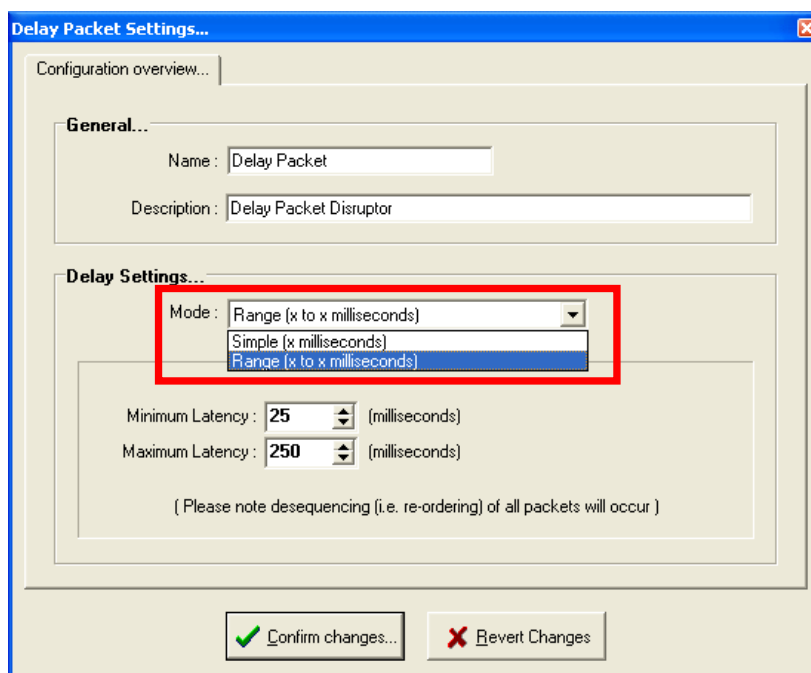 Delay Packet Settings...
Configuration overview...
General...
Name : Delay Packet
Description : Delay Packet Disruptor
Delay Settings...
Mode : Range (x to x milliseconds)
Simple (x milliseconds)
Range (x to x milliseconds)
Minimum Latency : 25 (milliseconds)
Maximum Latency : 250 (milliseconds)
( Please note desequencing (i.e. re-ordering) of all packets will occur )
Confirm changes... Revert Changes